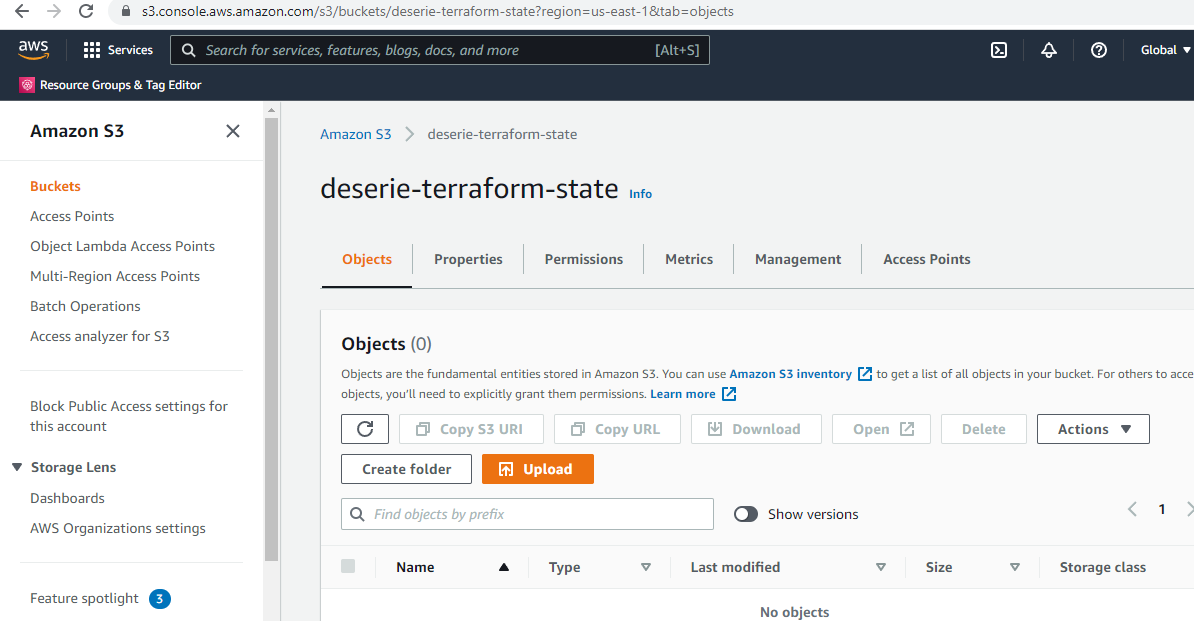 s3.console.aws.amazon.com/s3/buckets/deserie-terraform-state?region=us-east-1&tab=objects
aws
Services
Search for services, features, blogs, docs, and more
[Alt+S]
Global
Resource Groups & Tag Editor
Amazon S3
Buckets
Access Points
Object Lambda Access Points
Multi-Region Access Points
Batch Operations
Access analyzer for S3
Block Public Access settings for
this account
Storage Lens
Dashboards
AWS Organizations settings
Feature spotlight 3
Amazon S3 > deserie-terraform-state
deserie-terraform-state Info
Objects Properties Permissions Metrics Management Access Points
Objects (0)
Objects are the fundamental entities stored in Amazon S3. You can use Amazon S3 inventory to get a list of all objects in your bucket. For others to acce
objects, you'll need to explicitly grant them permissions. Learn more
Copy S3 URI Copy URL Download Open Delete Actions
Create folder Upload
Find objects by prefix Show versions 1
Name Type Last modified Size Storage class
No objects